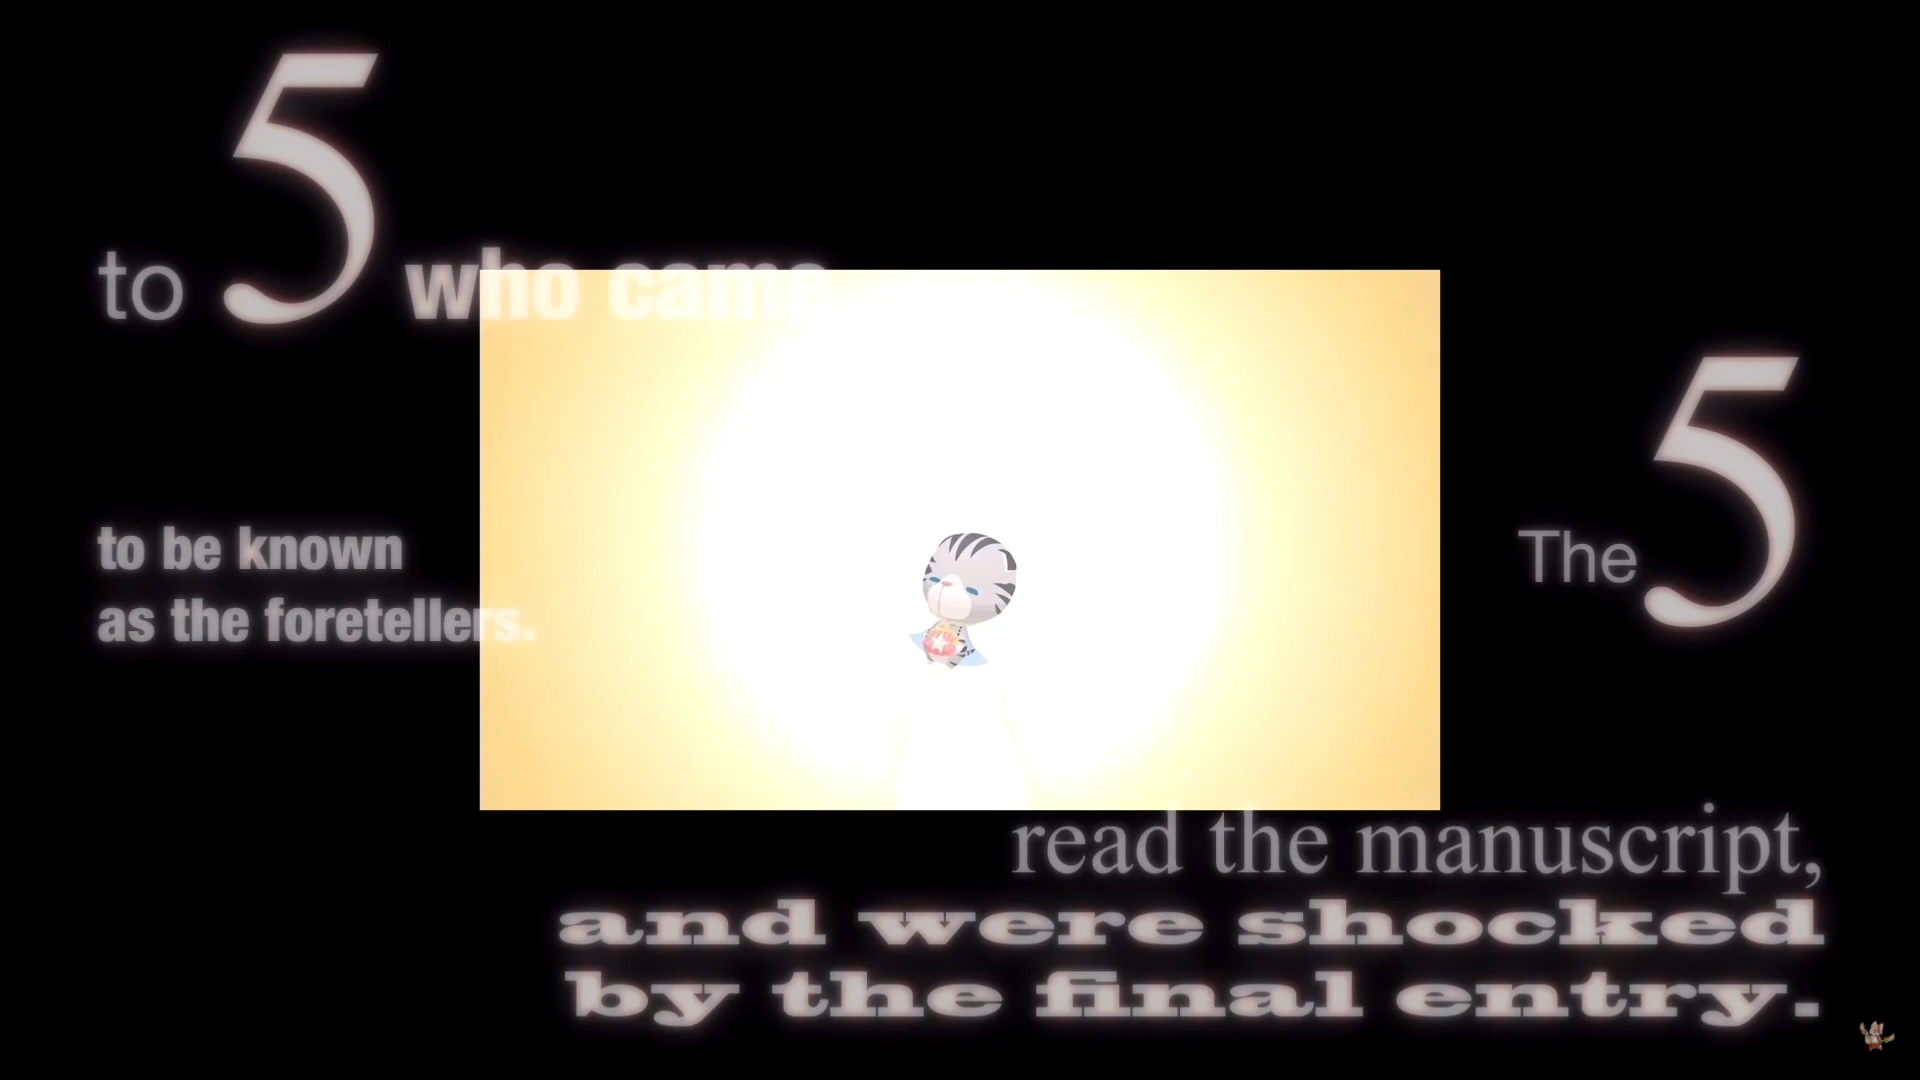 to 5 who came
to be known
as the foretellers.
The 5
read the manuscript,
and were shocked
by the final entry.